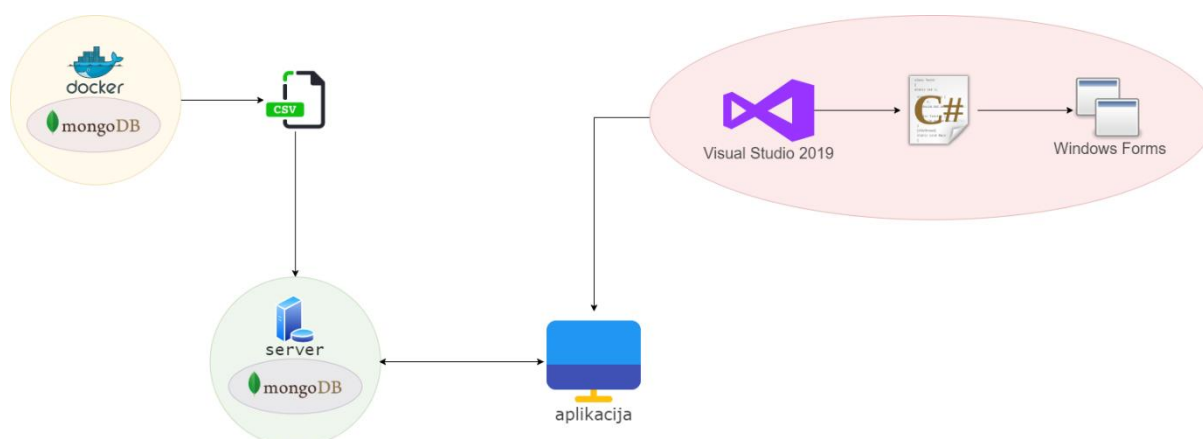 docker
mongoDB
CSV
Visual Studio 2019
C#
Windows Forms
server
mongoDB
aplikacija